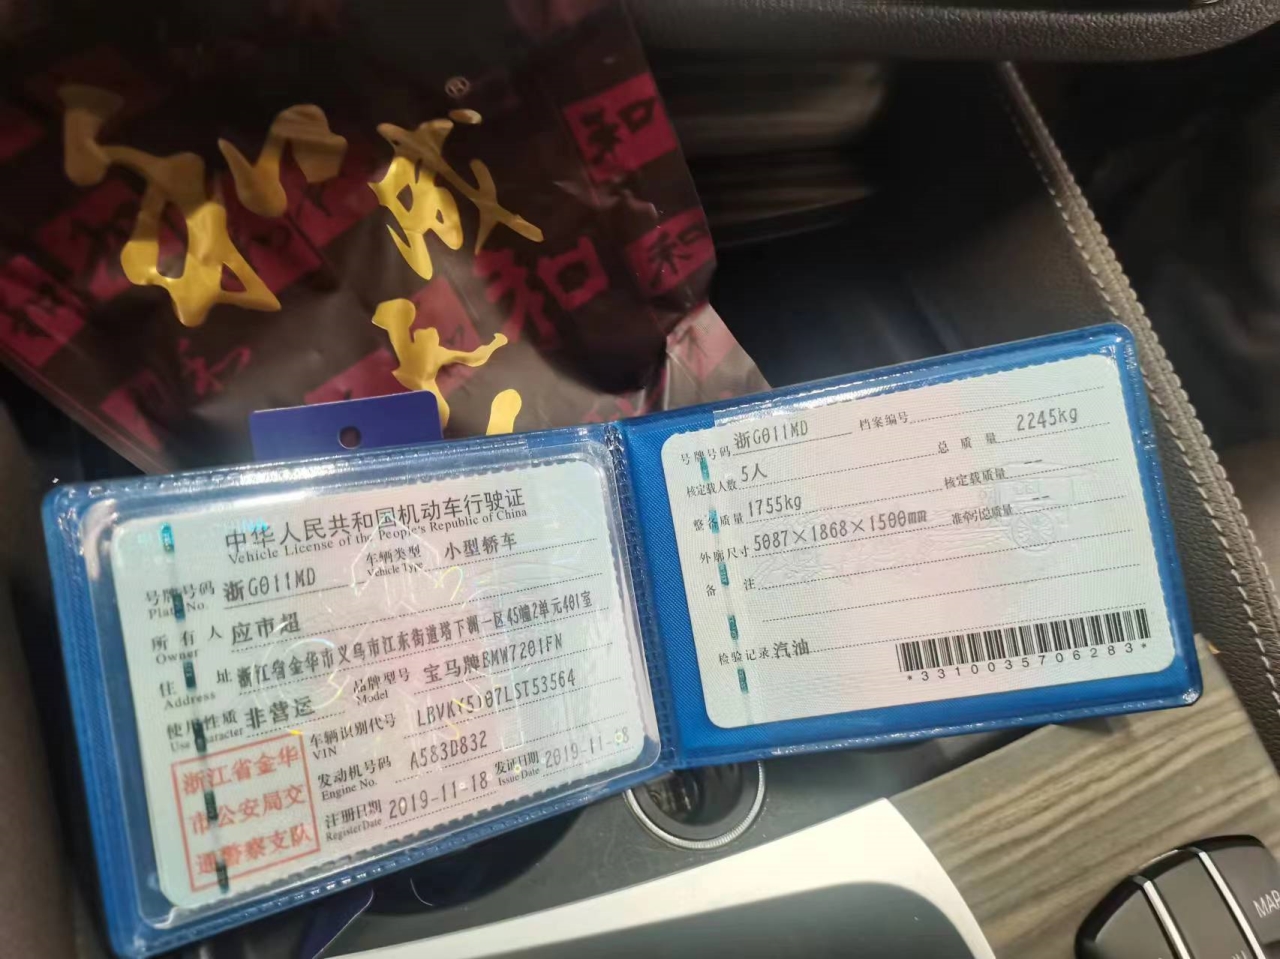 知味
®
和
和
和
中华人民共和国机动车行驶证
Vehicle License of the People's Republic of China
号牌号码 浙G011MD 车辆类型 小型轿车
Plate No. Vehicle Type
所有人 应市超
Owner
住址 浙江省金华市义乌市江东街道塔下洲一区45幢2单元401室
Address
使用性质 非营运 品牌型号 宝马牌BMW7201FN
Use Character Model
车辆识别代号
VIN
发动机号码 A583D832
Engine No.
注册日期 2019-11-18 发证日期 2019-11-18
Register Date Issue Date
浙江省金华
市公安局交
通警察支队
号牌号码 浙G011MD 档案编号
核定载人数 5人 总质量 2245kg
整备质量 1755kg 核定载质量 --
外廓尺寸 5087×1868×1500mm 准牵引总质量 --
备注
检验记录 汽油
*3310035706283*
MAP